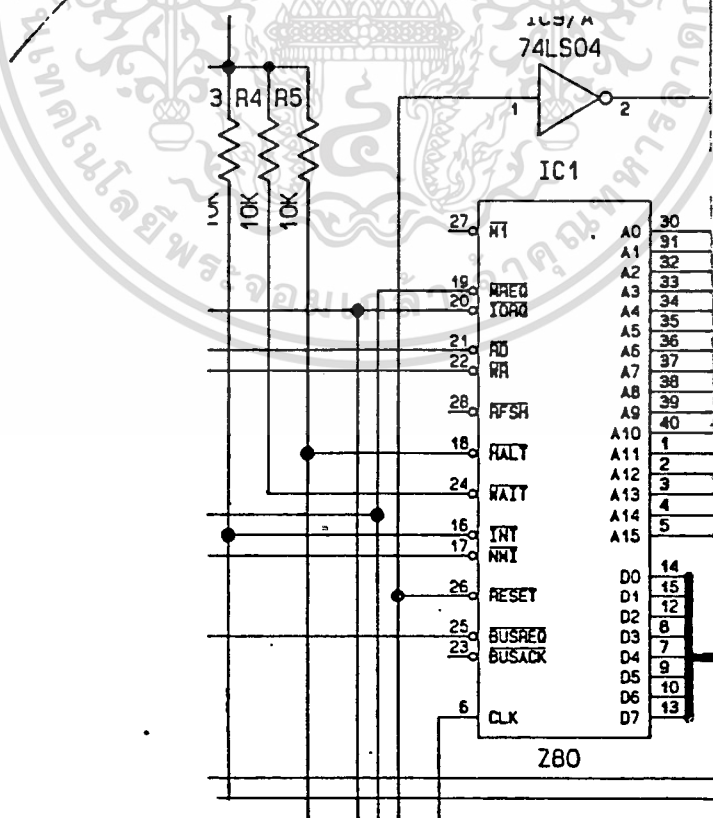 74LS04
1
2
3 R4 R5
10K 10K
IC1
27 M1
19 MREQ
20 IORQ
21 RD
22 WR
28 RFSH
18 HALT
24 WAIT
16 INT
17 NMI
26 RESET
25 BUSREQ
23 BUSACK
6 CLK
A0 30
A1 31
A2 32
A3 33
A4 34
A5 35
A6 36
A7 37
A8 38
A9 39
A10 40
A11 1
A12 2
A13 3
A14 4
A15 5
D0 14
D1 15
D2 12
D3 8
D4 7
D5 9
D6 10
D7 13
Z80